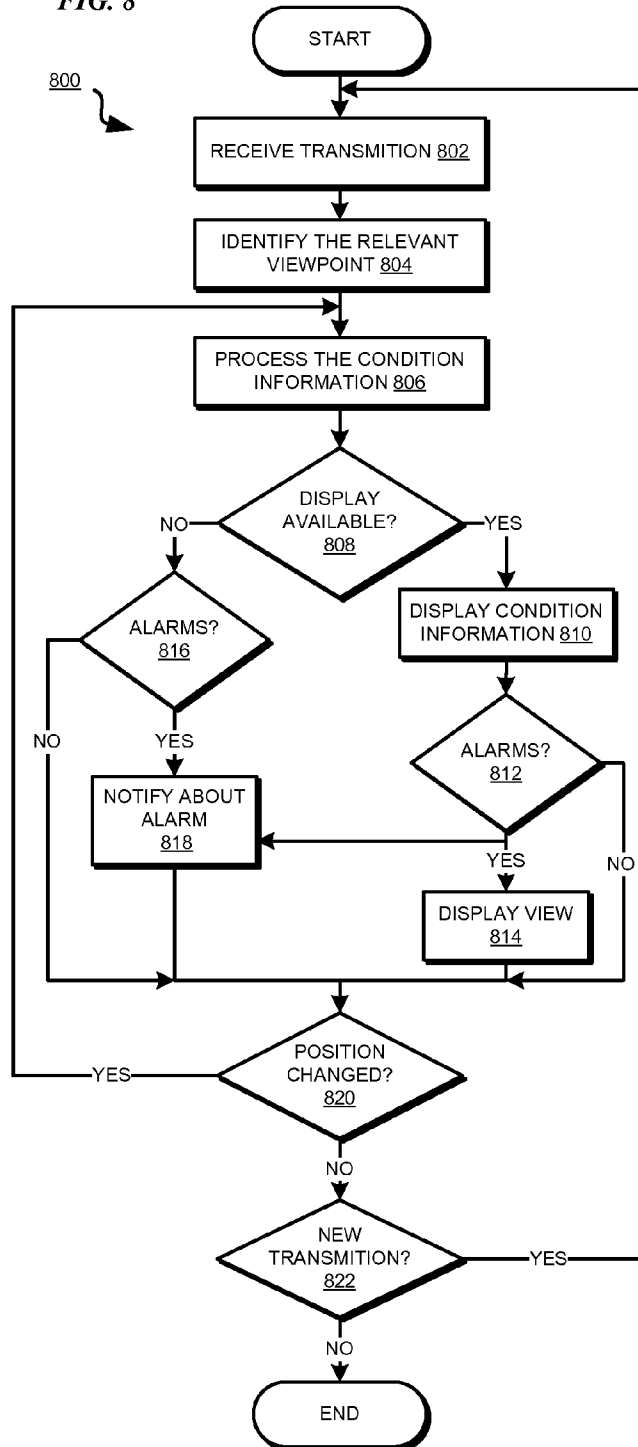 FIG. 8
START
800
RECEIVE TRANSMITION 802
IDENTIFY THE RELEVANT
VIEWPOINT 804
PROCESS THE CONDITION
INFORMATION 806
DISPLAY
AVAILABLE?
808
NO
YES
ALARMS?
816
DISPLAY CONDITION
INFORMATION 810
NO
YES
ALARMS?
812
NOTIFY ABOUT
ALARM
818
YES
NO
DISPLAY VIEW
814
POSITION
CHANGED?
820
YES
NO
NEW
TRANSMITION?
822
YES
NO
END